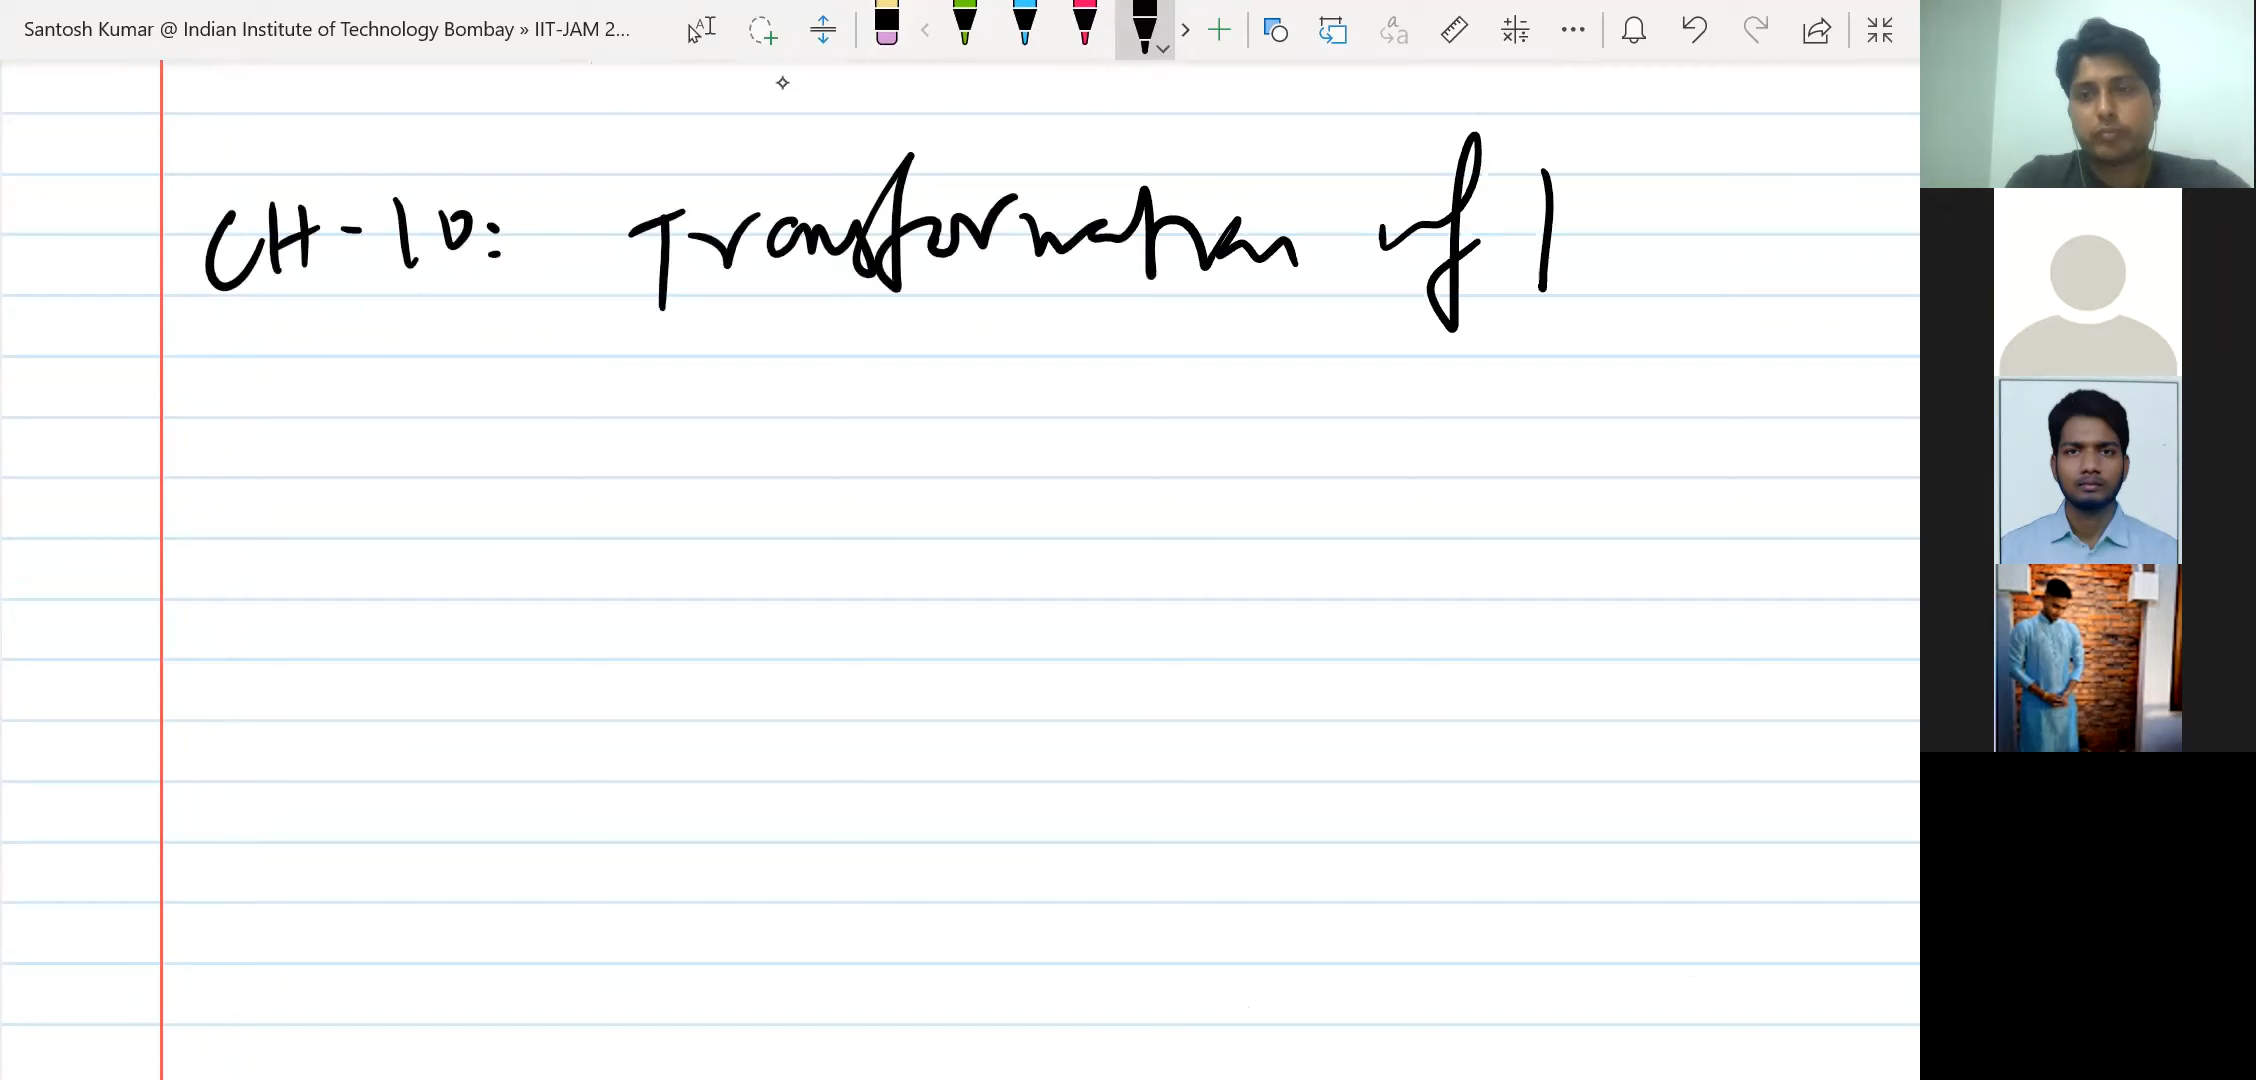 Santosh Kumar @ Indian Institute of Technology Bombay » IIT-JAM 2...
CH-10: Transformation of